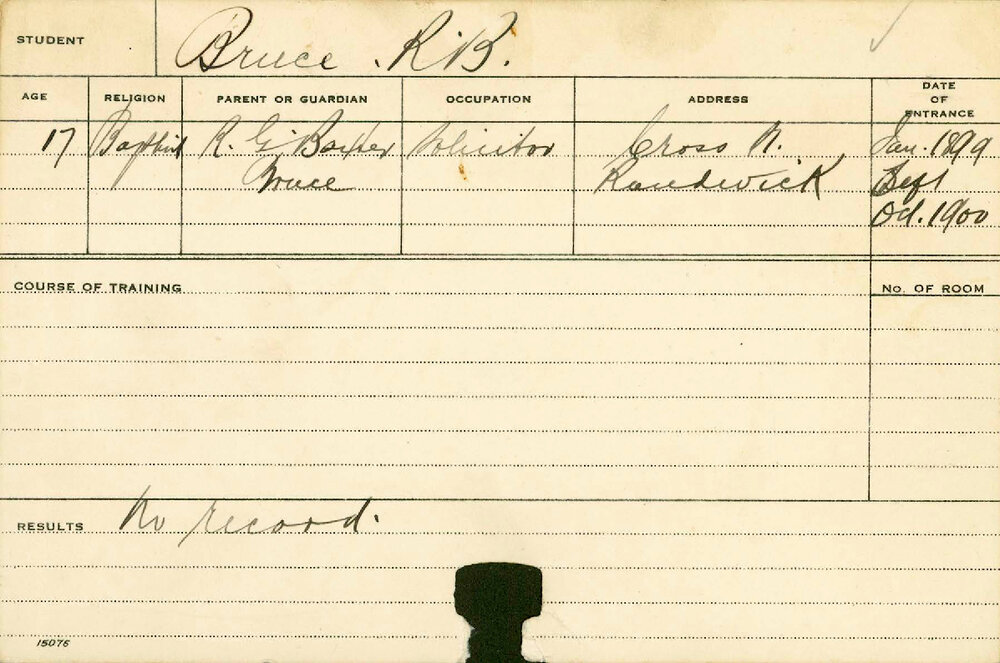 STUDENT Bruce . R.B.
AGE RELIGION PARENT OR GUARDIAN OCCUPATION ADDRESS DATE OF ENTRANCE
17 Baptist R. G. Baxter Solicitor Cross St. Jan. 1899
Bruce Randwick Left
Oct. 1900
COURSE OF TRAINING No. OF ROOM
RESULTS No record.
15076